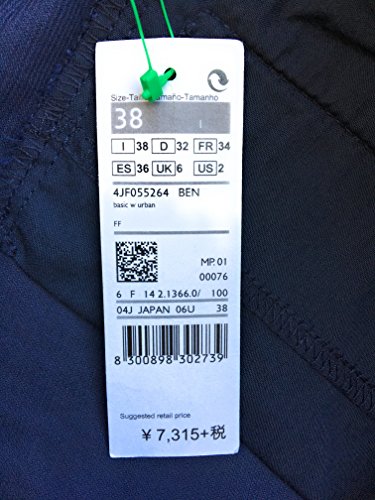 Size-Taille-Tamaño-Tamanho
38 I
I 38 D 32 FR 34
ES 36 UK 6 US 2
4JF055264 BEN
basic w urban
FF
MP.01
00076
6 F 14 2.1366.0/ 100
04J JAPAN 06U 38
8 300898 302739
Suggested retail price
¥ 7,315+税